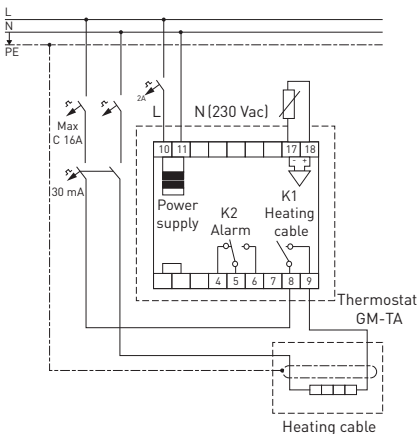 L
N
PE
2A
L
N (230 Vac)
Max
C 16A
10 11 17 18
- +
30 mA
Power
supply
K2
Alarm
K1
Heating
cable
4 5 6 7 8 9
Thermostat
GM-TA
Heating cable